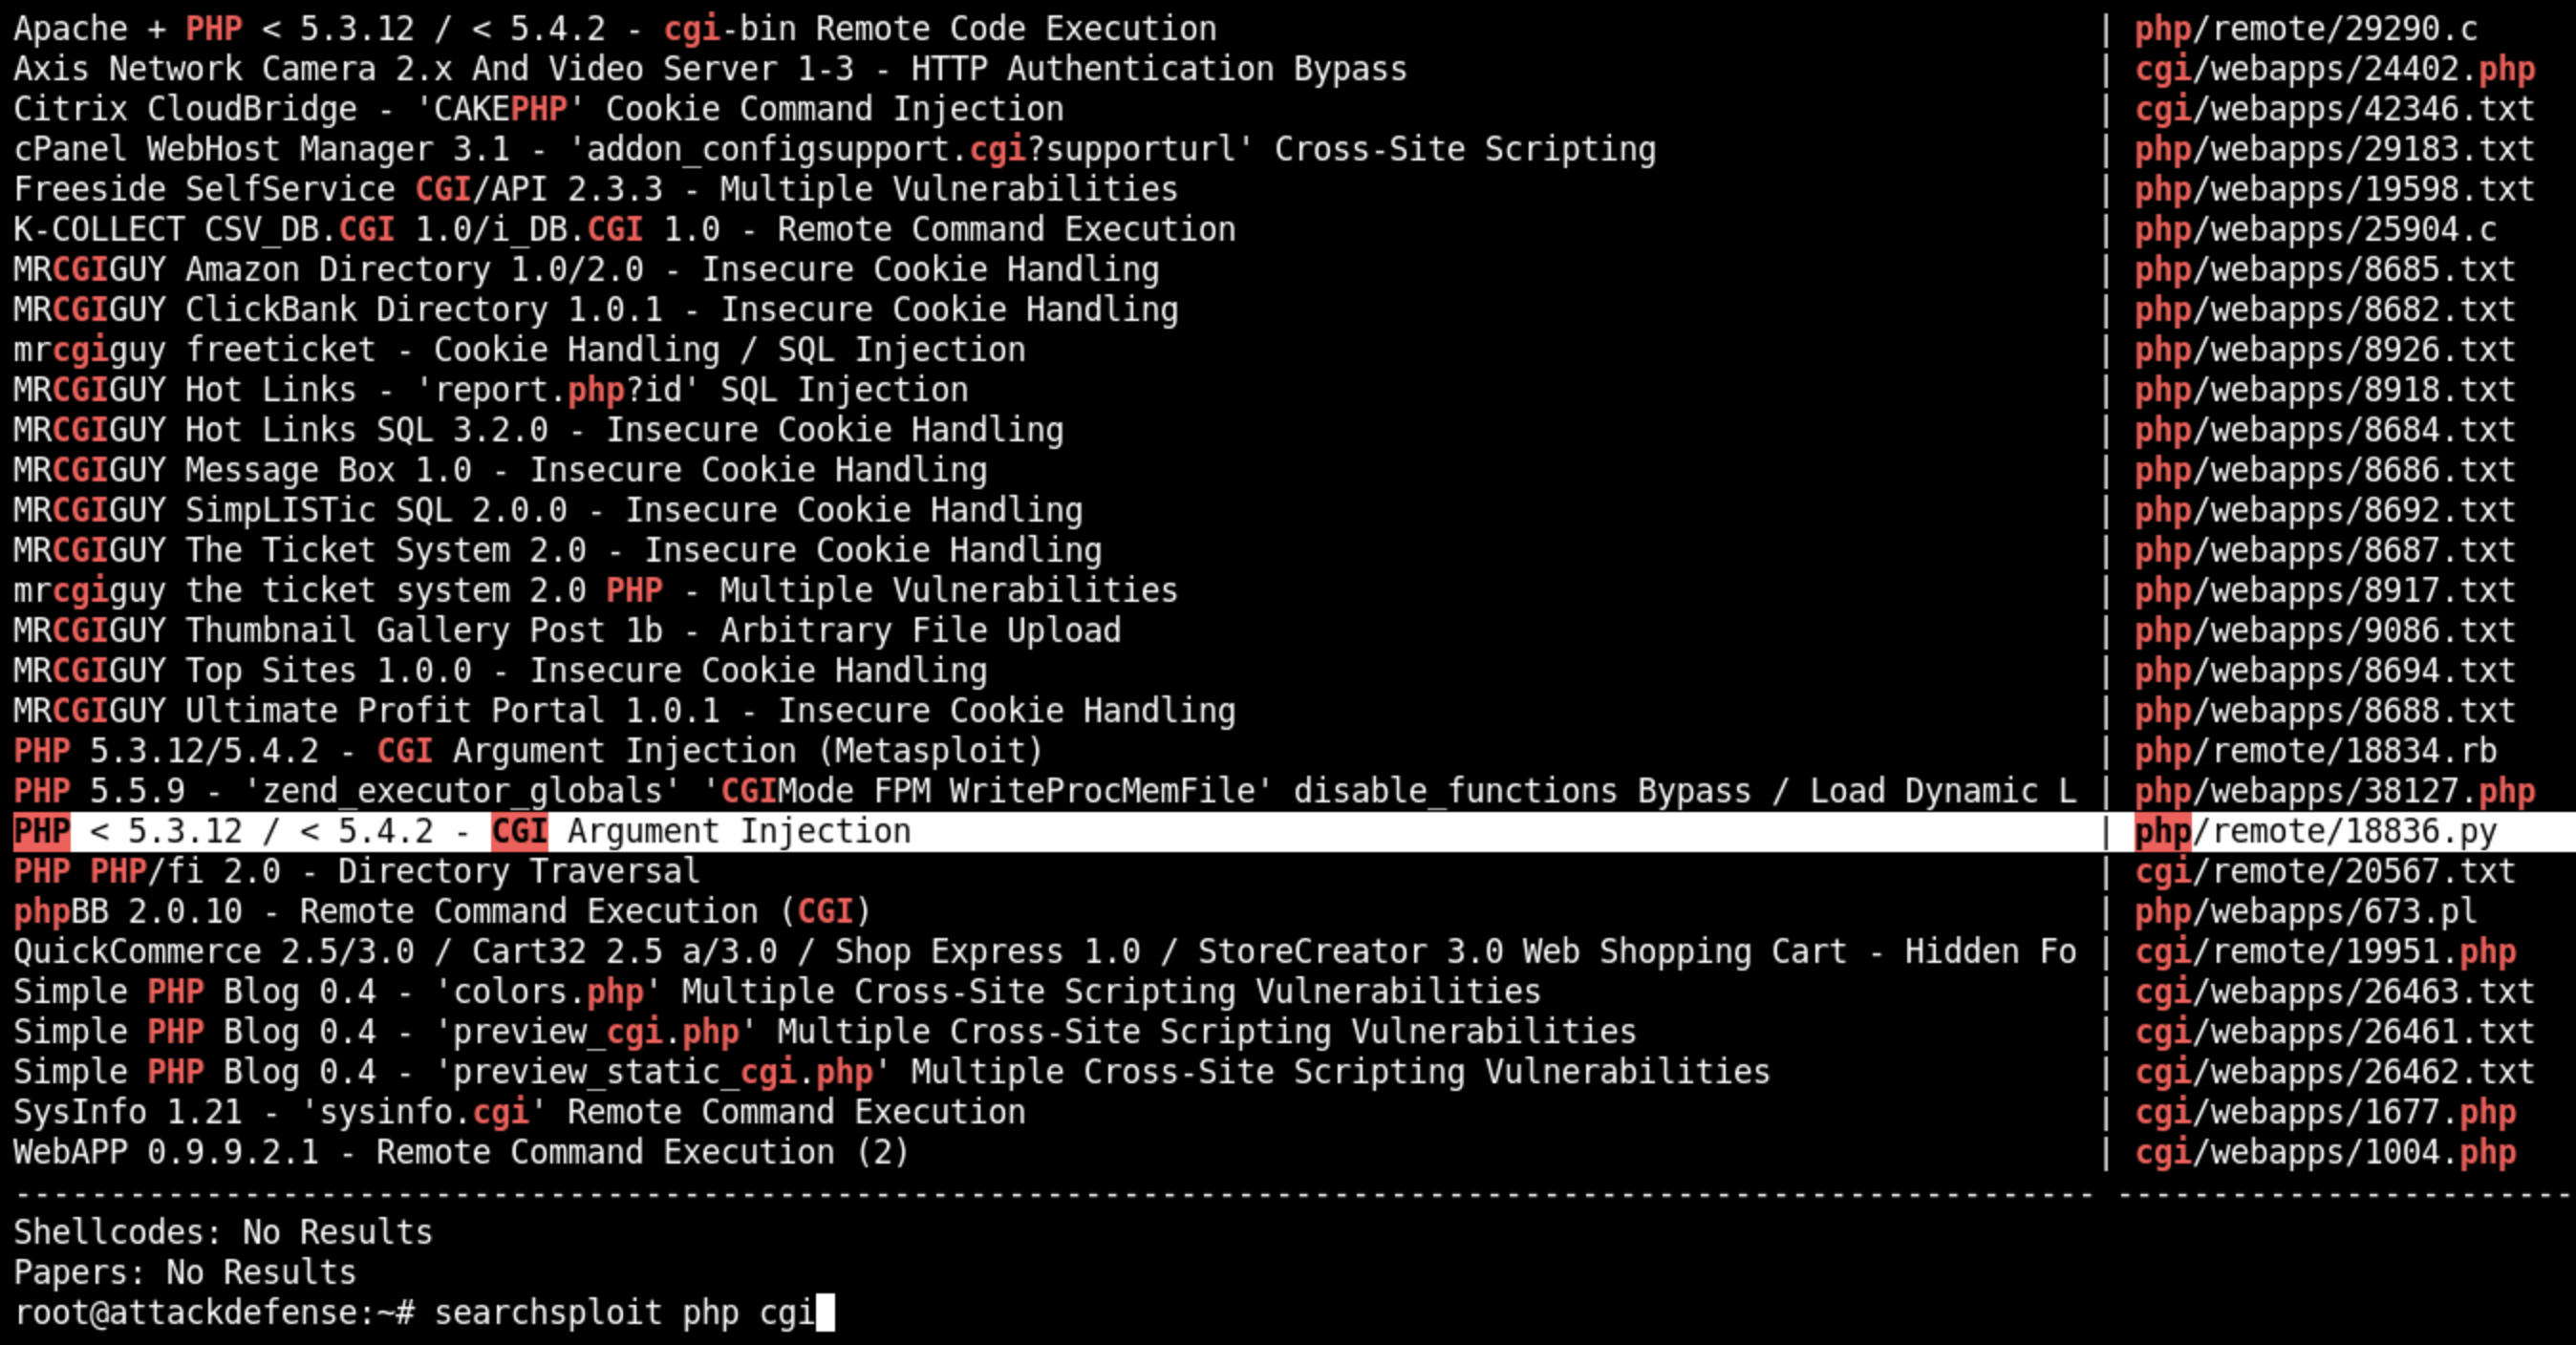 Apache + PHP < 5.3.12 / < 5.4.2 - cgi-bin Remote Code Execution | php/remote/29290.c
Axis Network Camera 2.x And Video Server 1-3 - HTTP Authentication Bypass | cgi/webapps/24402.php
Citrix CloudBridge - 'CAKEPHP' Cookie Command Injection | cgi/webapps/42346.txt
cPanel WebHost Manager 3.1 - 'addon_configsupport.cgi?supporturl' Cross-Site Scripting | php/webapps/29183.txt
Freeside SelfService CGI/API 2.3.3 - Multiple Vulnerabilities | php/webapps/19598.txt
K-COLLECT CSV_DB.CGI 1.0/i_DB.CGI 1.0 - Remote Command Execution | php/webapps/25904.c
MRCGIGUY Amazon Directory 1.0/2.0 - Insecure Cookie Handling | php/webapps/8685.txt
MRCGIGUY ClickBank Directory 1.0.1 - Insecure Cookie Handling | php/webapps/8682.txt
mrcgiguy freeticket - Cookie Handling / SQL Injection | php/webapps/8926.txt
MRCGIGUY Hot Links - 'report.php?id' SQL Injection | php/webapps/8918.txt
MRCGIGUY Hot Links SQL 3.2.0 - Insecure Cookie Handling | php/webapps/8684.txt
MRCGIGUY Message Box 1.0 - Insecure Cookie Handling | php/webapps/8686.txt
MRCGIGUY SimpLISTic SQL 2.0.0 - Insecure Cookie Handling | php/webapps/8692.txt
MRCGIGUY The Ticket System 2.0 - Insecure Cookie Handling | php/webapps/8687.txt
mrcgiguy the ticket system 2.0 PHP - Multiple Vulnerabilities | php/webapps/8917.txt
MRCGIGUY Thumbnail Gallery Post 1b - Arbitrary File Upload | php/webapps/9086.txt
MRCGIGUY Top Sites 1.0.0 - Insecure Cookie Handling | php/webapps/8694.txt
MRCGIGUY Ultimate Profit Portal 1.0.1 - Insecure Cookie Handling | php/webapps/8688.txt
PHP 5.3.12/5.4.2 - CGI Argument Injection (Metasploit) | php/remote/18834.rb
PHP 5.5.9 - 'zend_executor_globals' 'CGIMode FPM WriteProcMemFile' disable_functions Bypass / Load Dynamic L | php/webapps/38127.php
PHP < 5.3.12 / < 5.4.2 - CGI Argument Injection | php/remote/18836.py
PHP PHP/fi 2.0 - Directory Traversal | cgi/remote/20567.txt
phpBB 2.0.10 - Remote Command Execution (CGI) | php/webapps/673.pl
QuickCommerce 2.5/3.0 / Cart32 2.5 a/3.0 / Shop Express 1.0 / StoreCreator 3.0 Web Shopping Cart - Hidden Fo | cgi/remote/19951.php
Simple PHP Blog 0.4 - 'colors.php' Multiple Cross-Site Scripting Vulnerabilities | cgi/webapps/26463.txt
Simple PHP Blog 0.4 - 'preview_cgi.php' Multiple Cross-Site Scripting Vulnerabilities | cgi/webapps/26461.txt
Simple PHP Blog 0.4 - 'preview_static_cgi.php' Multiple Cross-Site Scripting Vulnerabilities | cgi/webapps/26462.txt
SysInfo 1.21 - 'sysinfo.cgi' Remote Command Execution | cgi/webapps/1677.php
WebAPP 0.9.9.2.1 - Remote Command Execution (2) | cgi/webapps/1004.php
------------------------------------------------------------------------------------------------------------- ------------------------
Shellcodes: No Results
Papers: No Results
root@attackdefense:~# searchsploit php cgi